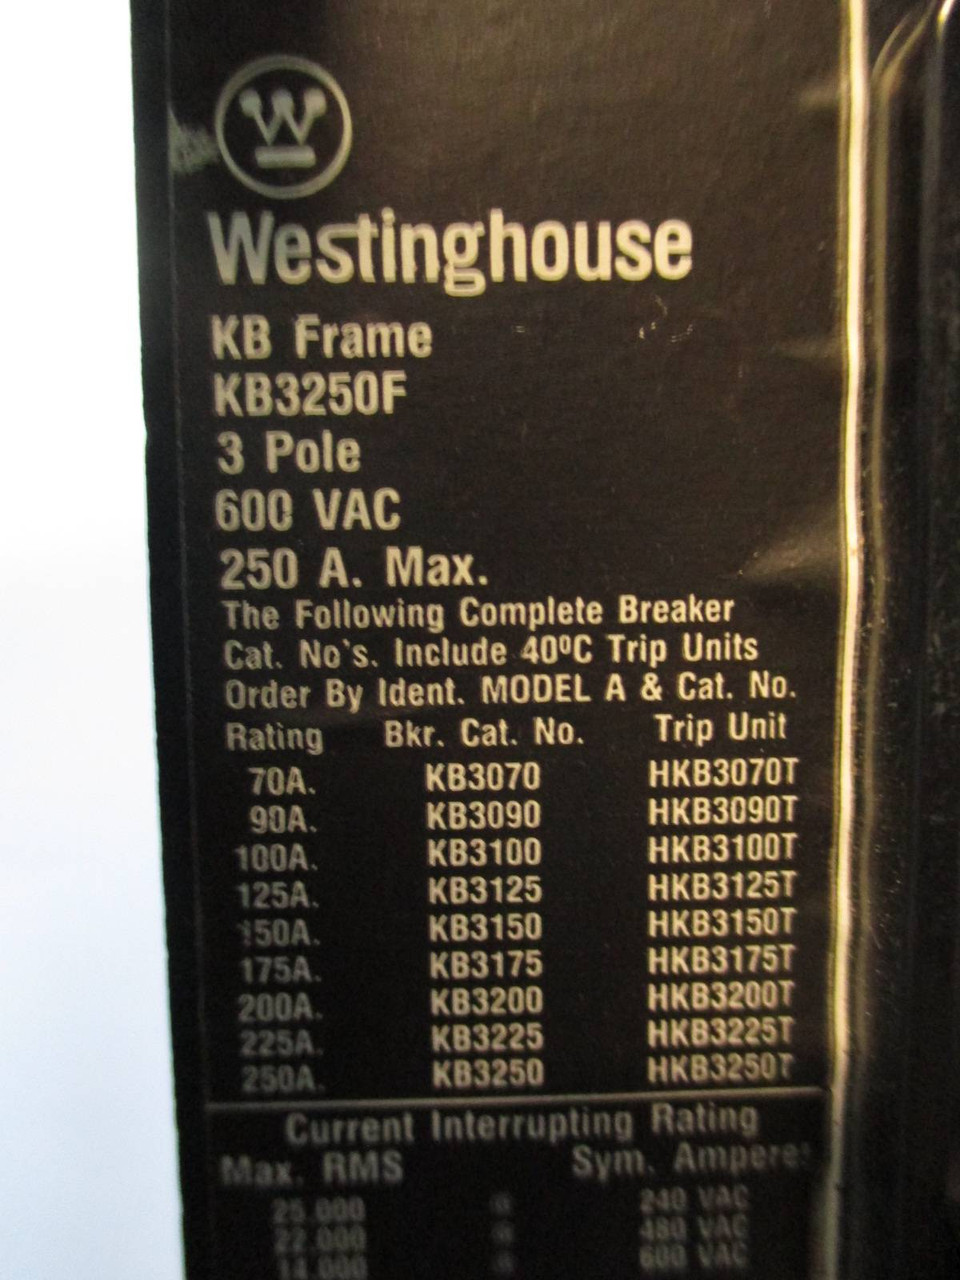 W
Westinghouse
KB Frame
KB3250F
3 Pole
600 VAC
250 A. Max.
The Following Complete Breaker
Cat. No's. Include 40ºC Trip Units
Order By Ident. MODEL A & Cat. No.
Rating Bkr. Cat. No. Trip Unit
70A. KB3070 HKB3070T
90A. KB3090 HKB3090T
100A. KB3100 HKB3100T
125A. KB3125 HKB3125T
150A. KB3150 HKB3150T
175A. KB3175 HKB3175T
200A. KB3200 HKB3200T
225A. KB3225 HKB3225T
250A. KB3250 HKB3250T
Current Interrupting Rating
Max. RMS Sym. Amperes
25,000 @ 240 VAC
22,000 @ 480 VAC
14,000 @ 600 VAC